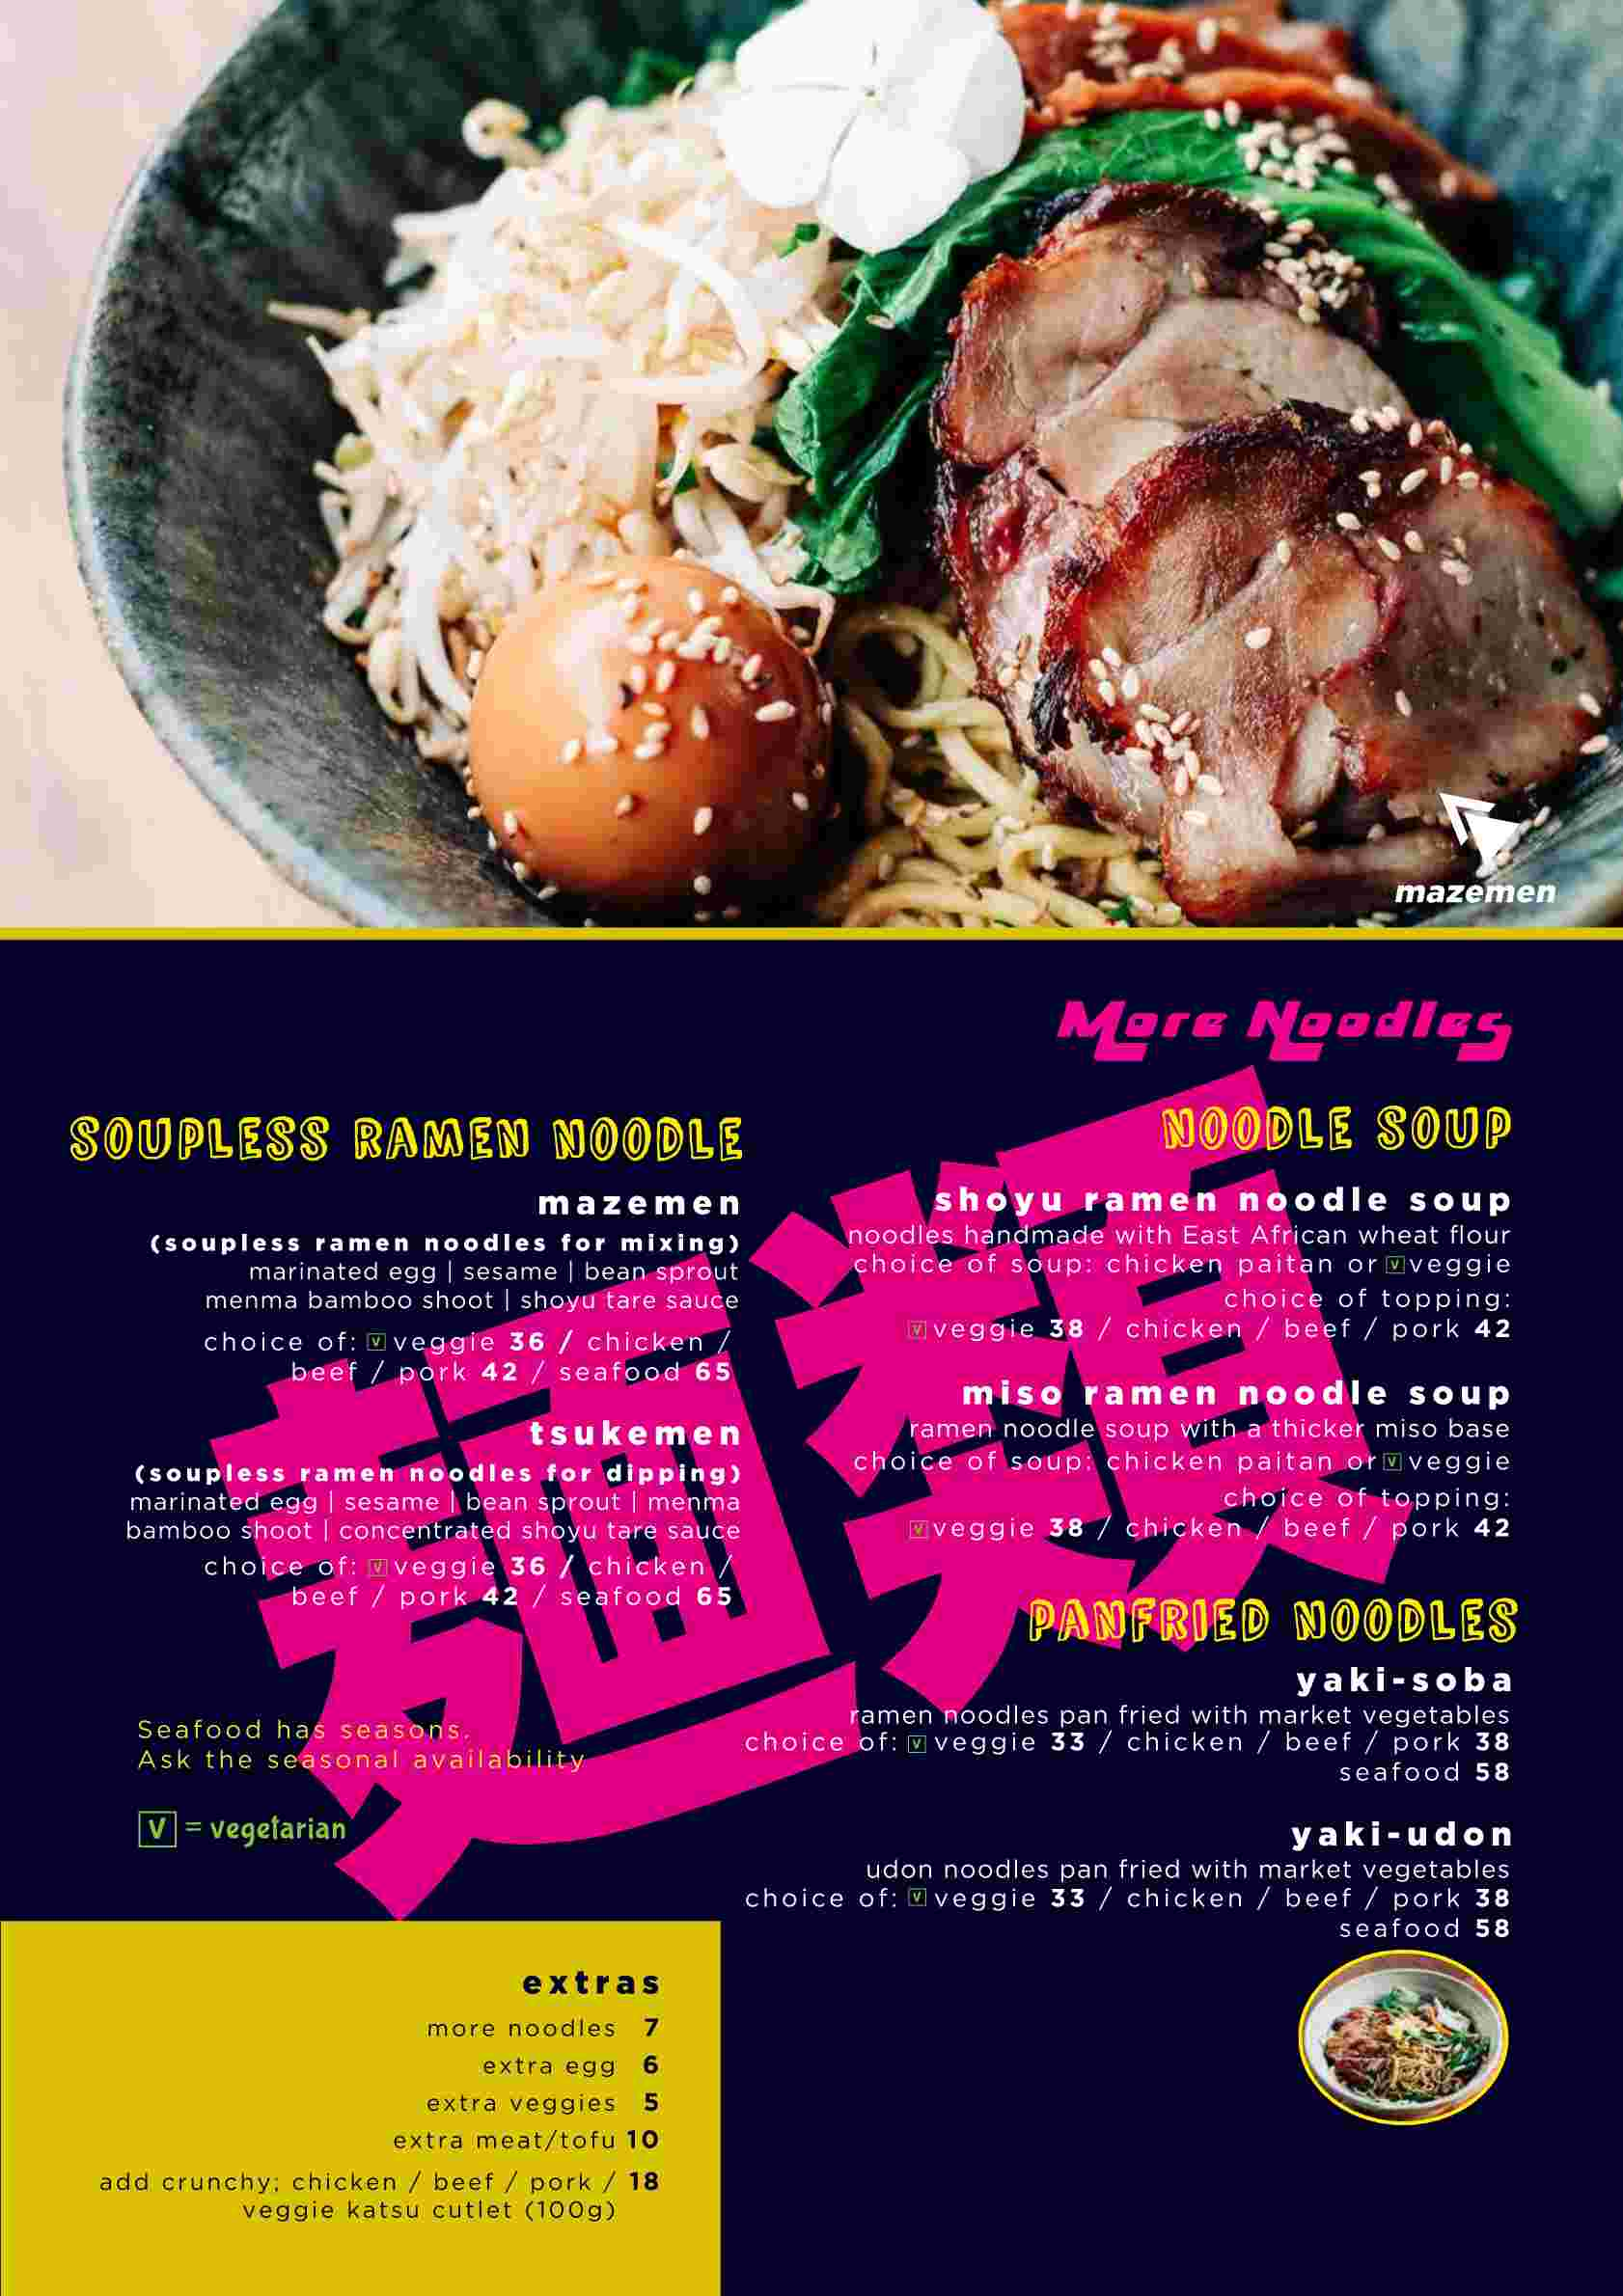 mazemen
More Noodles
麺類
SOUPLESS RAMEN NOODLE
mazemen
(soupless ramen noodles for mixing)
marinated egg | sesame | bean sprout
menma bamboo shoot | shoyu tare sauce
choice of: V veggie 36 / chicken /
beef / pork 42 / seafood 65
tsukemen
(soupless ramen noodles for dipping)
marinated egg | sesame | bean sprout | menma
bamboo shoot | concentrated shoyu tare sauce
choice of: V veggie 36 / chicken /
beef / pork 42 / seafood 65
Seafood has seasons.
Ask the seasonal availability
V = vegetarian
extras
more noodles 7
extra egg 6
extra veggies 5
extra meat/tofu 10
add crunchy; chicken / beef / pork / 18
veggie katsu cutlet (100g)
NOODLE SOUP
shoyu ramen noodle soup
noodles handmade with East African wheat flour
choice of soup: chicken paitan or V veggie
choice of topping:
V veggie 38 / chicken / beef / pork 42
miso ramen noodle soup
ramen noodle soup with a thicker miso base
choice of soup: chicken paitan or V veggie
choice of topping:
V veggie 38 / chicken / beef / pork 42
PANFRIED NOODLES
yaki-soba
ramen noodles pan fried with market vegetables
choice of: V veggie 33 / chicken / beef / pork 38
seafood 58
yaki-udon
udon noodles pan fried with market vegetables
choice of: V veggie 33 / chicken / beef / pork 38
seafood 58